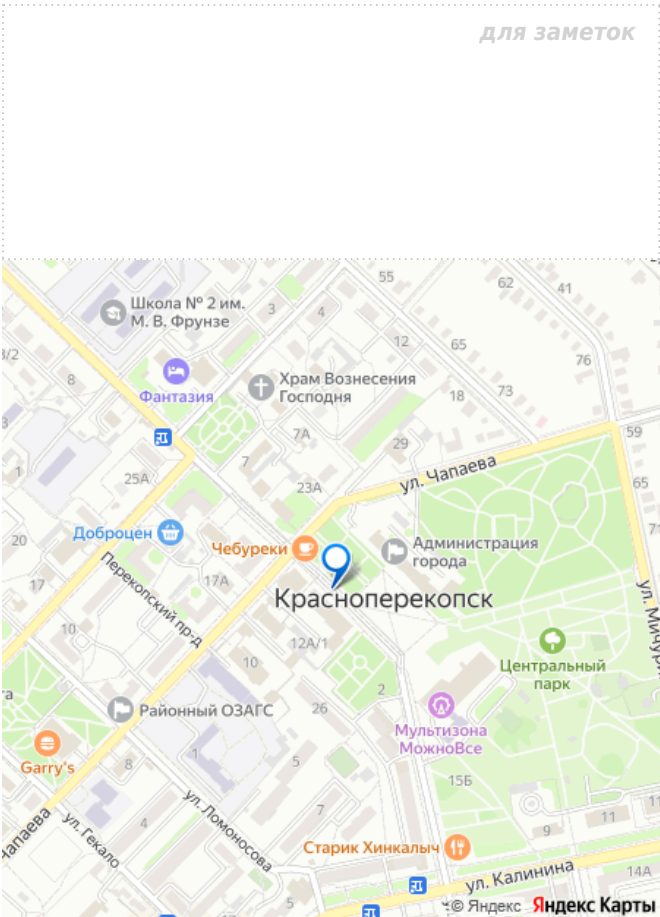 для заметок
55
62
41
Школа № 2 им.
М. В. Фрунзе
3
4
3/2
12
65
76
8
Фантазия
Храм Вознесения
Господня
18
73
7А
29
59
1
7
25А
23А
ул. Чапаева
65
71
20
Доброцен
Чебуреки
Администрация
города
17
17А
Перекопский пр-д
Красноперекопск
10
12А/1
10
Центральный
парк
2
Районный ОЗАГС
26
Мультизона
МожноВсе
Garry's
8
1
5
15Б
4
7
9
11
11
ул. Ломоносова
ул. Гекало
Чапаева
Старик Хинкалыч
ул. Калинина
14А
5
© Яндекс Яндекс Карты